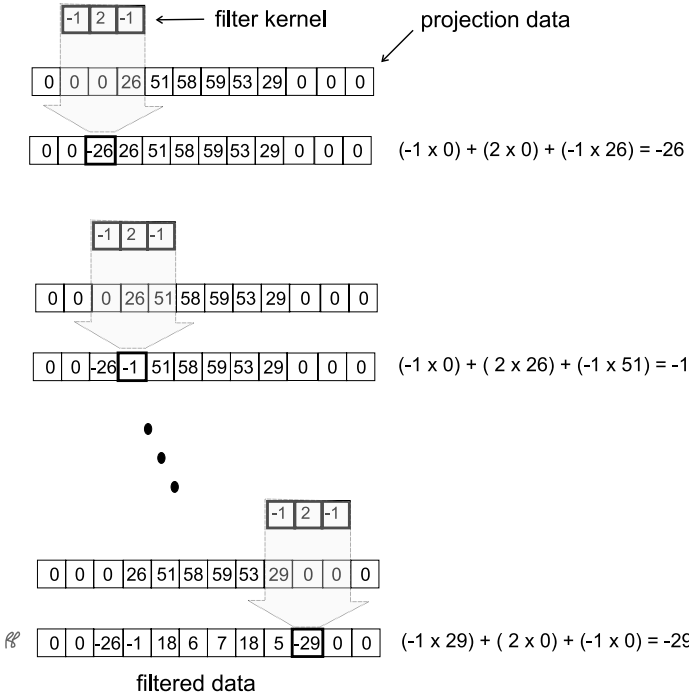 -1 2 -1 filter kernel projection data
0 0 0 26 51 58 59 53 29 0 0 0
0 0 -26 26 51 58 59 53 29 0 0 0 (-1 x 0) + (2 x 0) + (-1 x 26) = -26
-1 2 -1
0 0 0 26 51 58 59 53 29 0 0 0
0 0 -26 -1 51 58 59 53 29 0 0 0 (-1 x 0) + ( 2 x 26) + (-1 x 51) = -1
-1 2 -1
0 0 0 26 51 58 59 53 29 0 0 0
0 0 -26 -1 18 6 7 18 5 -29 0 0 (-1 x 29) + ( 2 x 0) + (-1 x 0) = -29
filtered data